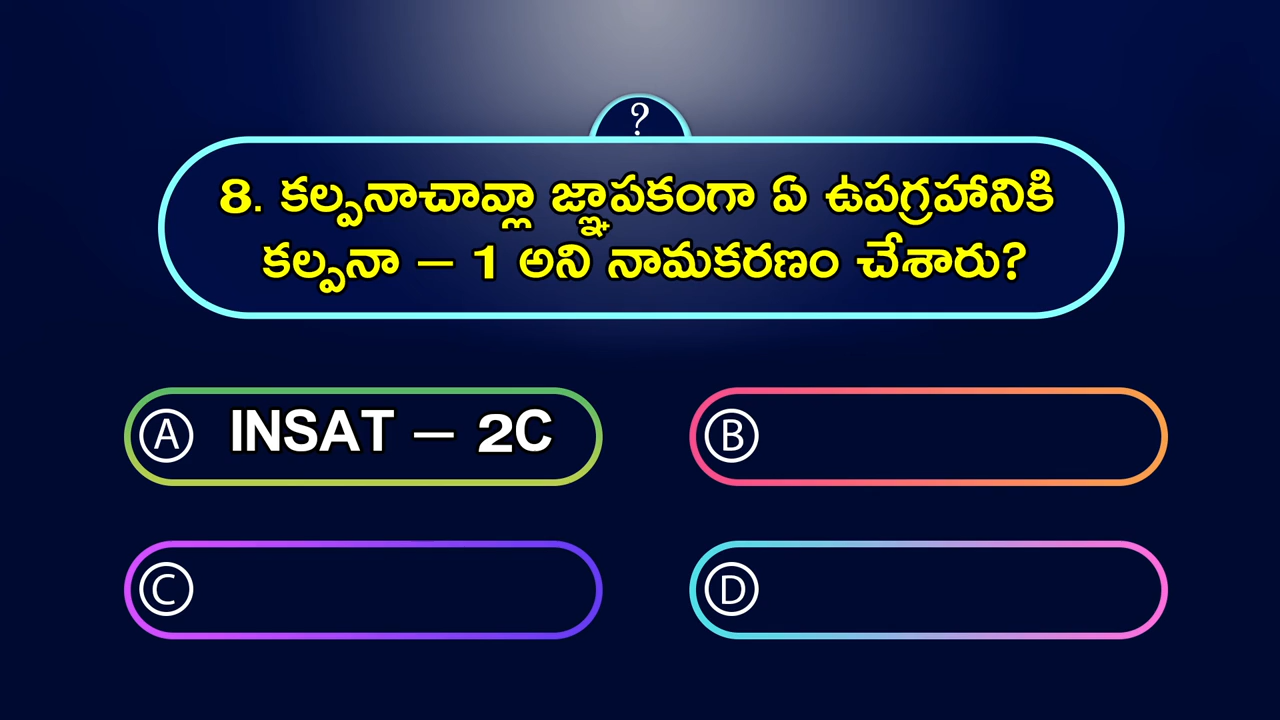 ?
8. కల్పనాచావ్లా జ్ఞాపకంగా ఏ ఉపగ్రహానికి
కల్పనా – 1 అని నామకరణం చేశారు?
A INSAT – 2C
B
C
D